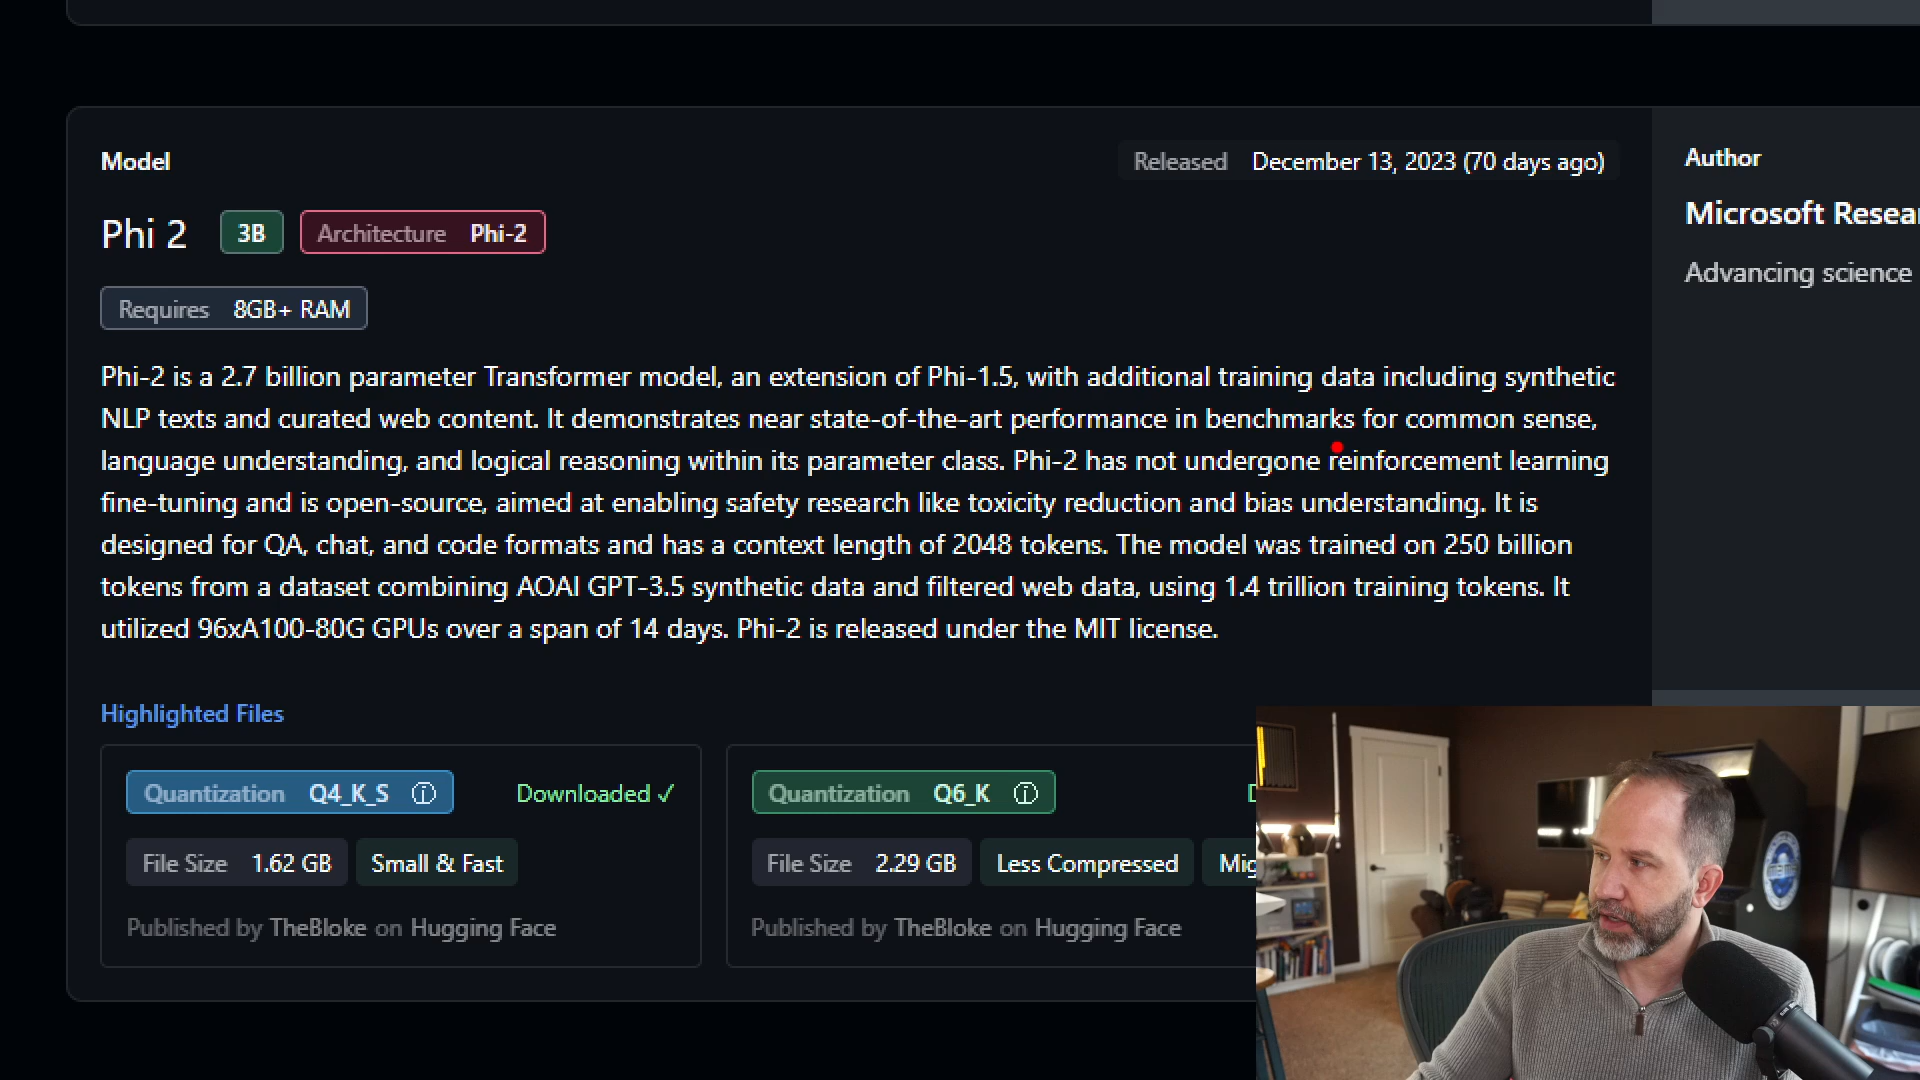 Model
Released December 13, 2023 (70 days ago)
Phi 2 3B Architecture Phi-2
Requires 8GB+ RAM
Phi-2 is a 2.7 billion parameter Transformer model, an extension of Phi-1.5, with additional training data including synthetic
NLP texts and curated web content. It demonstrates near state-of-the-art performance in benchmarks for common sense,
language understanding, and logical reasoning within its parameter class. Phi-2 has not undergone reinforcement learning
fine-tuning and is open-source, aimed at enabling safety research like toxicity reduction and bias understanding. It is
designed for QA, chat, and code formats and has a context length of 2048 tokens. The model was trained on 250 billion
tokens from a dataset combining AOAI GPT-3.5 synthetic data and filtered web data, using 1.4 trillion training tokens. It
utilized 96xA100-80G GPUs over a span of 14 days. Phi-2 is released under the MIT license.
Author
Microsoft
Advancing science
Highlighted Files
Quantization Q4_K_S Downloaded ✓
File Size 1.62 GB Small & Fast
Published by TheBloke on Hugging Face
Quantization Q6_K
File Size 2.29 GB Less Compressed
Published by TheBloke on Hugging Face